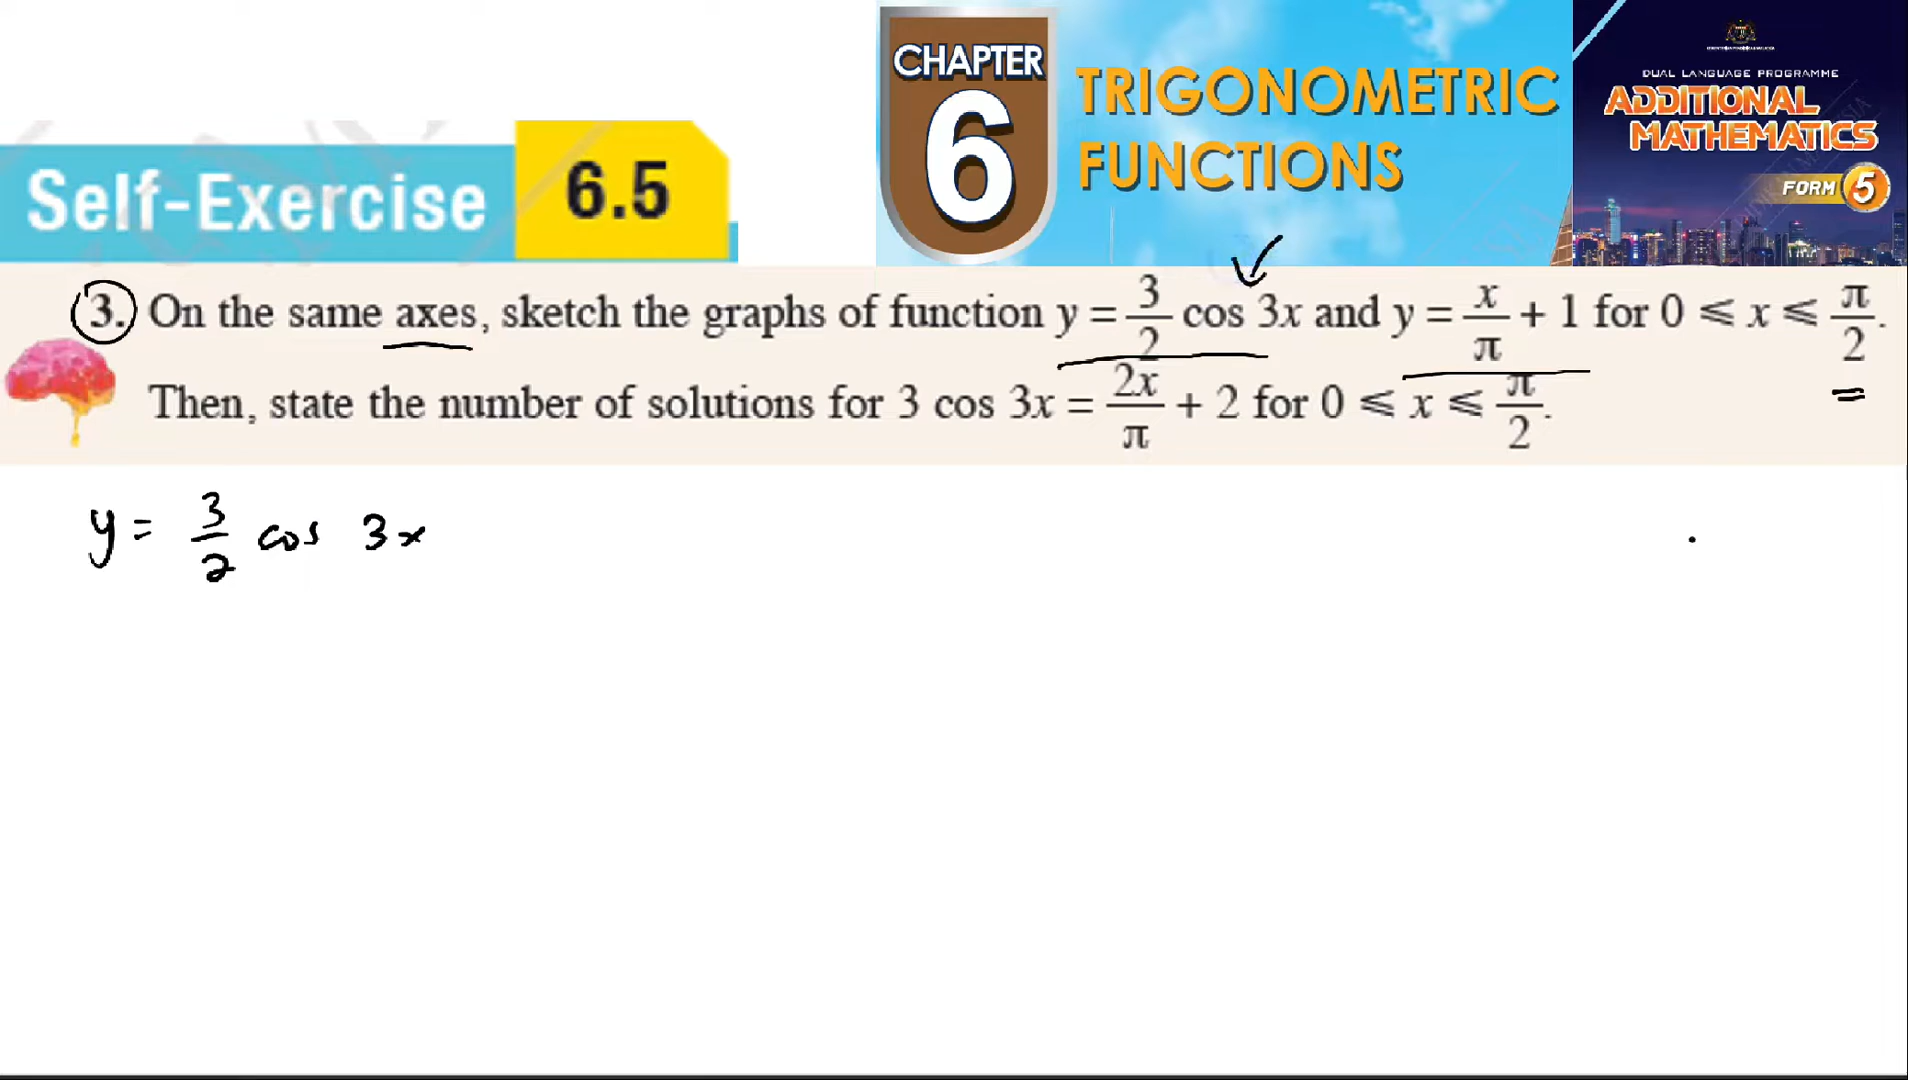 CHAPTER
6
TRIGONOMETRIC
FUNCTIONS
DUAL LANGUAGE PROGRAMME
ADDITIONAL
MATHEMATICS
FORM 5
Self-Exercise 6.5
3. On the same axes, sketch the graphs of function y = 3/2 cos 3x and y = x/π + 1 for 0 ⩽ x ⩽ π/2.
Then, state the number of solutions for 3 cos 3x = 2x/π + 2 for 0 ⩽ x ⩽ π/2.
y = 3/2 cos 3x